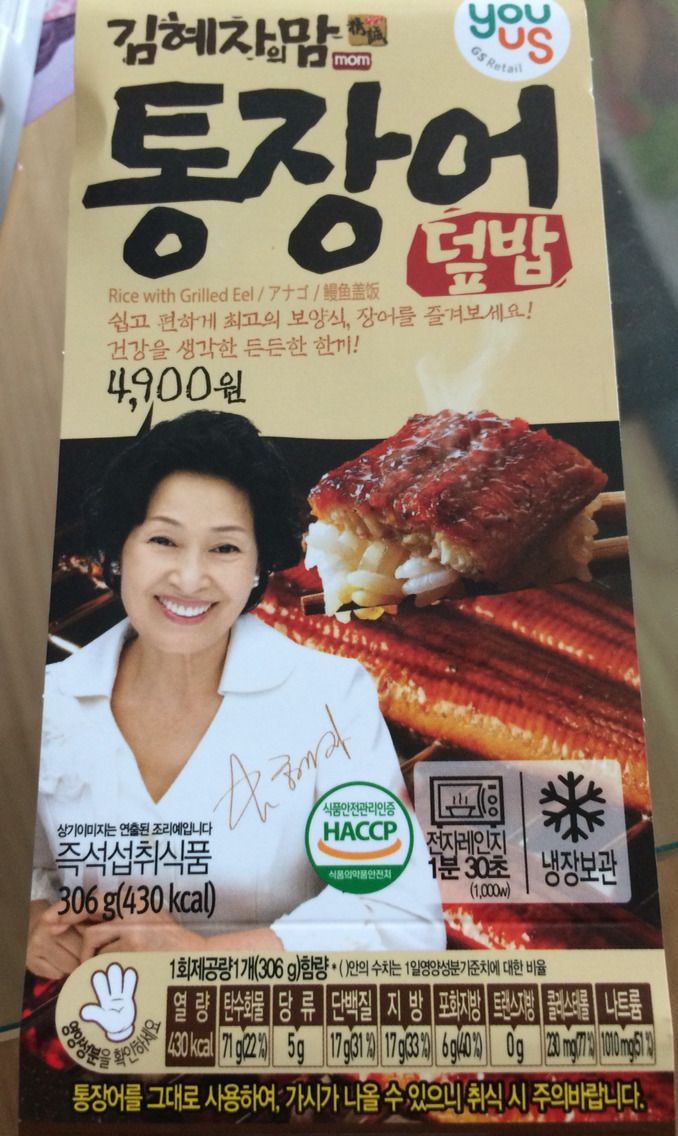 김혜자의맘
mom
you
us
GS Retail
통장어
덮밥
Rice with Grilled Eel / アナゴ / 鰻鱼盖饭
쉽고 편하게 최고의 보양식, 장어를 즐겨보세요!
건강을 생각한 든든한 한끼!
4,900원
김혜자
상기이미지는 연출된 조리예입니다
즉석섭취식품
306 g(430 kcal)
식품안전관리인증
HACCP
식품의약품안전처
전자레인지
1분 30초
(1,000w)
냉장보관
1회제공량1개(306 g)함량 * ( )안의 수치는 1일영양성분기준치에 대한 비율
영양성분을 확인하세요
열 량 탄수화물 당 류 단백질 지 방 포화지방 트랜스지방 콜레스테롤 나트륨
430 kcal 71 g(22 %) 5 g 17 g(31 %) 17 g(33 %) 6 g(40 %) 0 g 230 mg(77 %) 1010 mg(51 %)
통장어를 그대로 사용하여, 가시가 나올 수 있으니 취식 시 주의바랍니다.